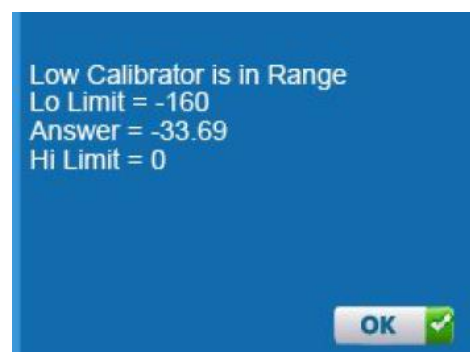 Low Calibrator is in Range
Lo Limit = -160
Answer = -33.69
Hi Limit = 0
OK